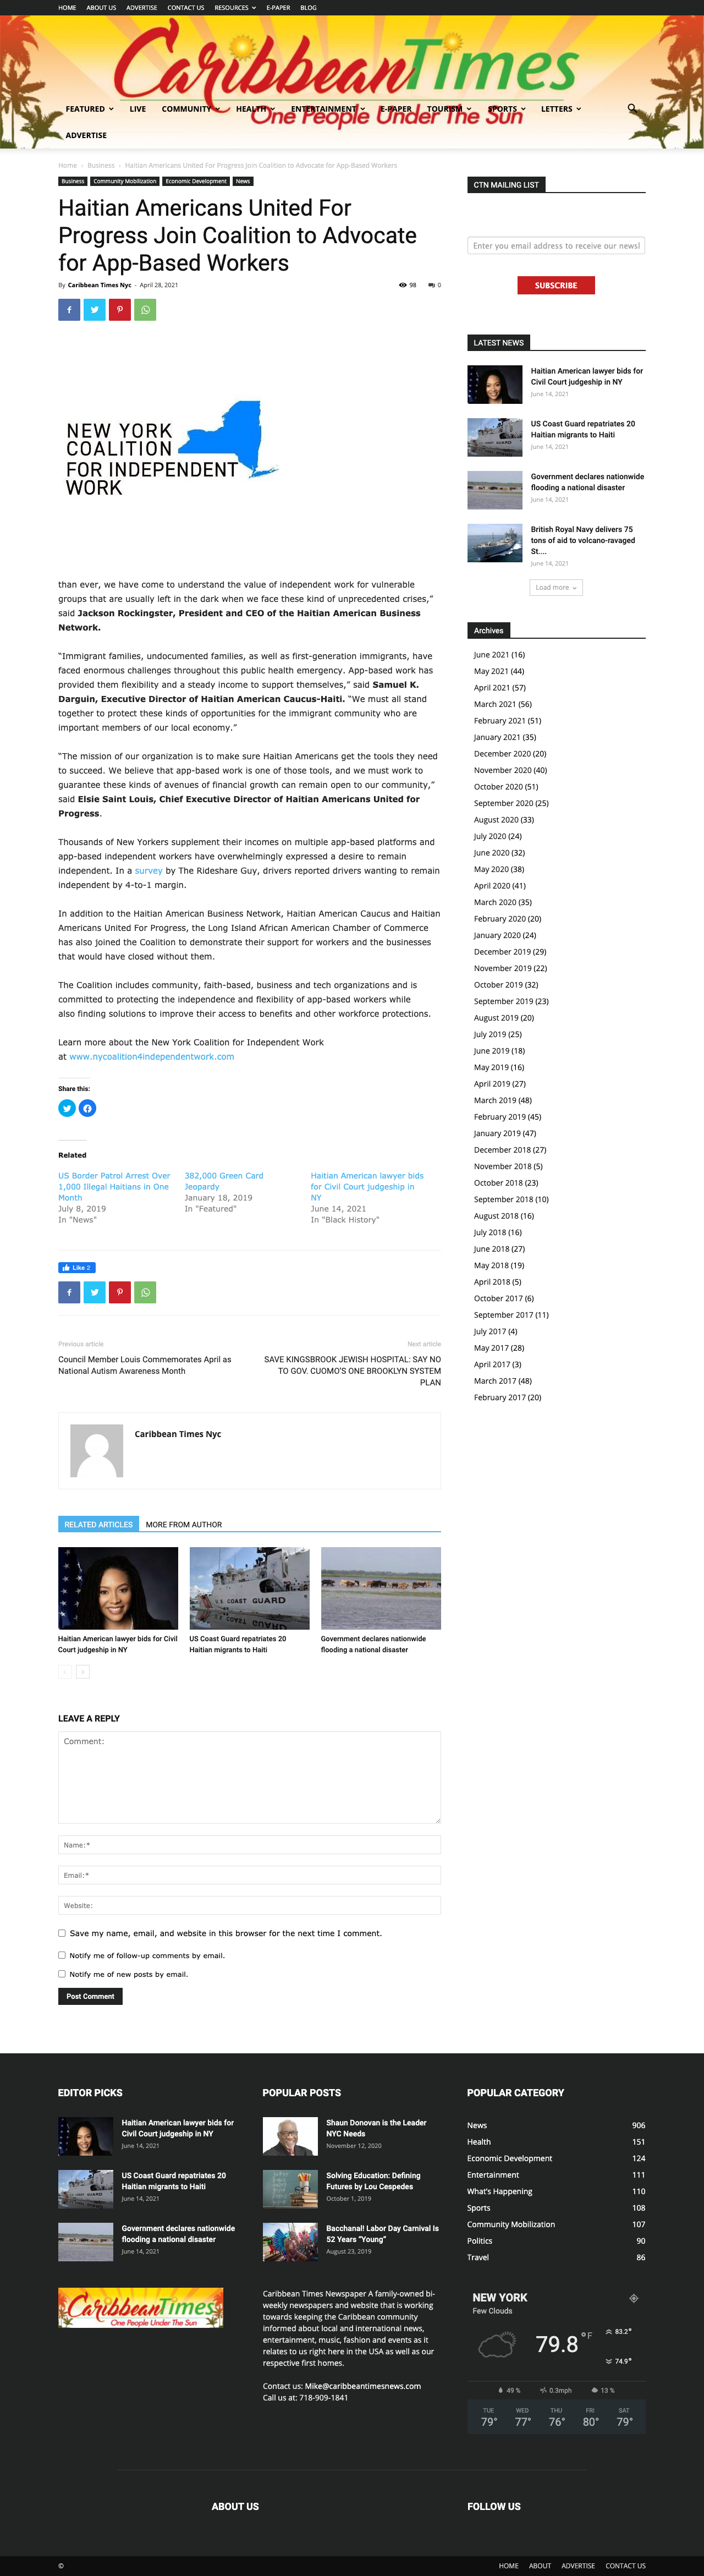 HOME ABOUT US ADVERTISE CONTACT US RESOURCES E-PAPER BLOG
Caribbean Times
One People Under The Sun
FEATURED LIVE COMMUNITY HEALTH ENTERTAINMENT E-PAPER TOURISM SPORTS LETTERS
ADVERTISE
Home › Business › Haitian Americans United For Progress Join Coalition to Advocate for App-Based Workers
Business Community Mobilization Economic Development News
Haitian Americans United For
Progress Join Coalition to Advocate
for App-Based Workers
By Caribbean Times Nyc - April 28, 2021 98 0
NEW YORK
COALITION
FOR INDEPENDENT
WORK
than ever, we have come to understand the value of independent work for vulnerable
groups that are usually left in the dark when we face these kind of unprecedented crises,”
said Jackson Rockingster, President and CEO of the Haitian American Business
Network.
“Immigrant families, undocumented families, as well as first-generation immigrants, have
faced enormous challenges throughout this public health emergency. App-based work has
provided them flexibility and a steady income to support themselves,” said Samuel K.
Darguin, Executive Director of Haitian American Caucus-Haiti. “We must all stand
together to protect these kinds of opportunities for the immigrant community who are
important members of our local economy.”
“The mission of our organization is to make sure Haitian Americans get the tools they need
to succeed. We believe that app-based work is one of those tools, and we must work to
guarantee that these avenues of financial growth can remain open to all of our neighbors,”
said Elsie Saint Louis, Chief Executive Director of Haitian Americans United for
Progress.
Thousands of New Yorkers supplement their incomes on multiple app-based platforms and
app-based independent workers have overwhelmingly expressed a desire to remain
independent. In a survey by The Rideshare Guy, drivers reported drivers wanting to remain
independent by 4-to-1 margin.
In addition to the Haitian American Business Network, Haitian American Caucus and Haitian
Americans United For Progress, the Long Island African American Chamber of Commerce
has also joined the Coalition to demonstrate their support for workers and the businesses
that would have closed without them.
The Coalition includes community, faith-based, business and tech organizations and is
committed to protecting the independence and flexibility of app-based workers while
also finding solutions to improve their access to benefits and other workforce protections.
Learn more about the New York Coalition for Independent Work
at www.nycoalition4independentwork.com
Share this:
Related
US Border Patrol Arrest Over
1,000 Illegal Haitians in One
Month
July 8, 2019
In "News"
382,000 Green Card
Jeopardy
January 18, 2019
In "Featured"
Haitian American lawyer bids
for Civil Court judgeship in
NY
June 14, 2021
In "Black History"
Like 2
Previous article
Council Member Louis Commemorates April as
National Autism Awareness Month
Next article
SAVE KINGSBROOK JEWISH HOSPITAL: SAY NO
TO GOV. CUOMO’S ONE BROOKLYN SYSTEM
PLAN
Caribbean Times Nyc
RELATED ARTICLES MORE FROM AUTHOR
U.S. COAST GUARD
Haitian American lawyer bids for Civil
Court judgeship in NY
US Coast Guard repatriates 20
Haitian migrants to Haiti
Government declares nationwide
flooding a national disaster
LEAVE A REPLY
Comment:
Name:*
Email:*
Website:
Save my name, email, and website in this browser for the next time I comment.
Notify me of follow-up comments by email.
Notify me of new posts by email.
Post Comment
CTN MAILING LIST
Enter you email address to receive our newsl
SUBSCRIBE
LATEST NEWS
Haitian American lawyer bids for
Civil Court judgeship in NY
June 14, 2021
US Coast Guard repatriates 20
Haitian migrants to Haiti
June 14, 2021
Government declares nationwide
flooding a national disaster
June 14, 2021
British Royal Navy delivers 75
tons of aid to volcano-ravaged
St....
June 14, 2021
Load more
Archives
June 2021 (16)
May 2021 (44)
April 2021 (57)
March 2021 (56)
February 2021 (51)
January 2021 (35)
December 2020 (20)
November 2020 (40)
October 2020 (51)
September 2020 (25)
August 2020 (33)
July 2020 (24)
June 2020 (32)
May 2020 (38)
April 2020 (41)
March 2020 (35)
February 2020 (20)
January 2020 (24)
December 2019 (29)
November 2019 (22)
October 2019 (32)
September 2019 (23)
August 2019 (20)
July 2019 (25)
June 2019 (18)
May 2019 (16)
April 2019 (27)
March 2019 (48)
February 2019 (45)
January 2019 (47)
December 2018 (27)
November 2018 (5)
October 2018 (23)
September 2018 (10)
August 2018 (16)
July 2018 (16)
June 2018 (27)
May 2018 (19)
April 2018 (5)
October 2017 (6)
September 2017 (11)
July 2017 (4)
May 2017 (28)
April 2017 (3)
March 2017 (48)
February 2017 (20)
EDITOR PICKS
Haitian American lawyer bids for
Civil Court judgeship in NY
June 14, 2021
US Coast Guard repatriates 20
Haitian migrants to Haiti
June 14, 2021
Government declares nationwide
flooding a national disaster
June 14, 2021
POPULAR POSTS
Shaun Donovan is the Leader
NYC Needs
November 12, 2020
Solving Education: Defining
Futures by Lou Cespedes
October 1, 2019
Bacchanal! Labor Day Carnival Is
52 Years “Young”
August 23, 2019
POPULAR CATEGORY
News 906
Health 151
Economic Development 124
Entertainment 111
What's Happening 110
Sports 108
Community Mobilization 107
Politics 90
Travel 86
Caribbean Times
One People Under The Sun
Caribbean Times Newspaper A family-owned bi-
weekly newspapers and website that is working
towards keeping the Caribbean community
informed about local and international news,
entertainment, music, fashion and events as it
relates to us right here in the USA as well as our
respective first homes.
Contact us: Mike@caribbeantimesnews.com
Call us at: 718-909-1841
NEW YORK
Few Clouds
79.8 °F
83.2°
74.9°
49 % 0.3mph 13 %
TUE WED THU FRI SAT
79° 77° 76° 80° 79°
ABOUT US
FOLLOW US
©
HOME ABOUT ADVERTISE CONTACT US